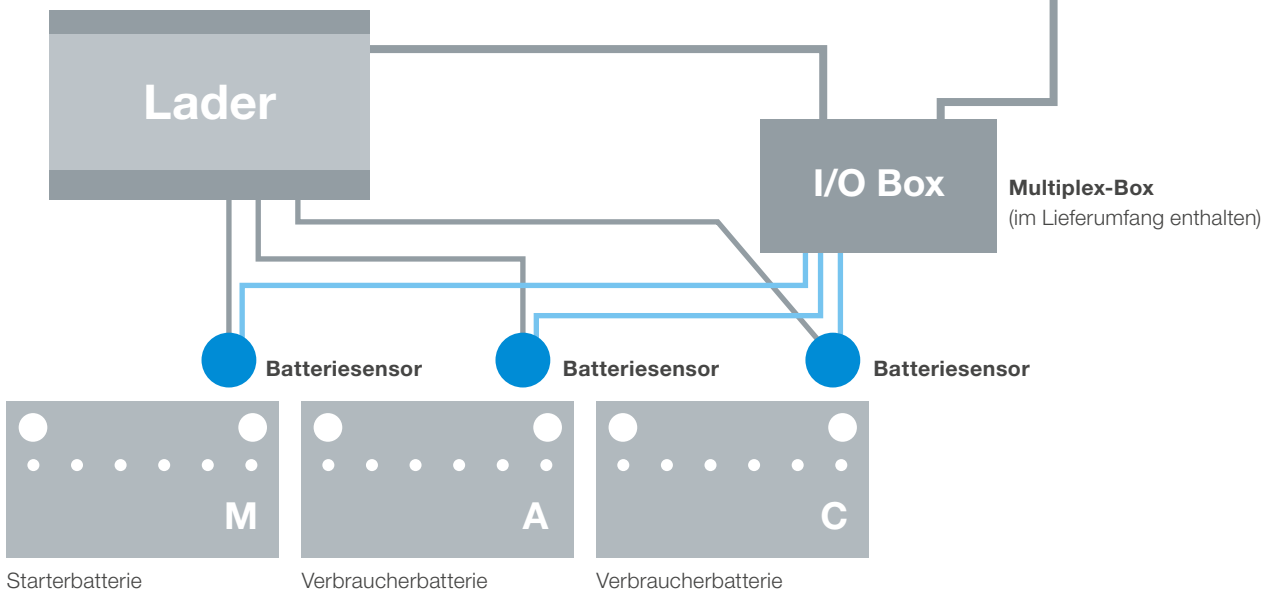 Lader
I/O Box
Multiplex-Box
(im Lieferumfang enthalten)
Batteriesensor
Batteriesensor
Batteriesensor
M
A
C
Starterbatterie
Verbraucherbatterie
Verbraucherbatterie